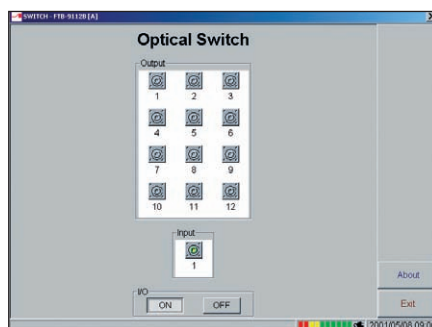 SWITCH - FTB-9112B [A]
Optical Switch
Output
1 2 3
4 5 6
7 8 9
10 11 12
Input
1
I/O
ON OFF
About
Exit